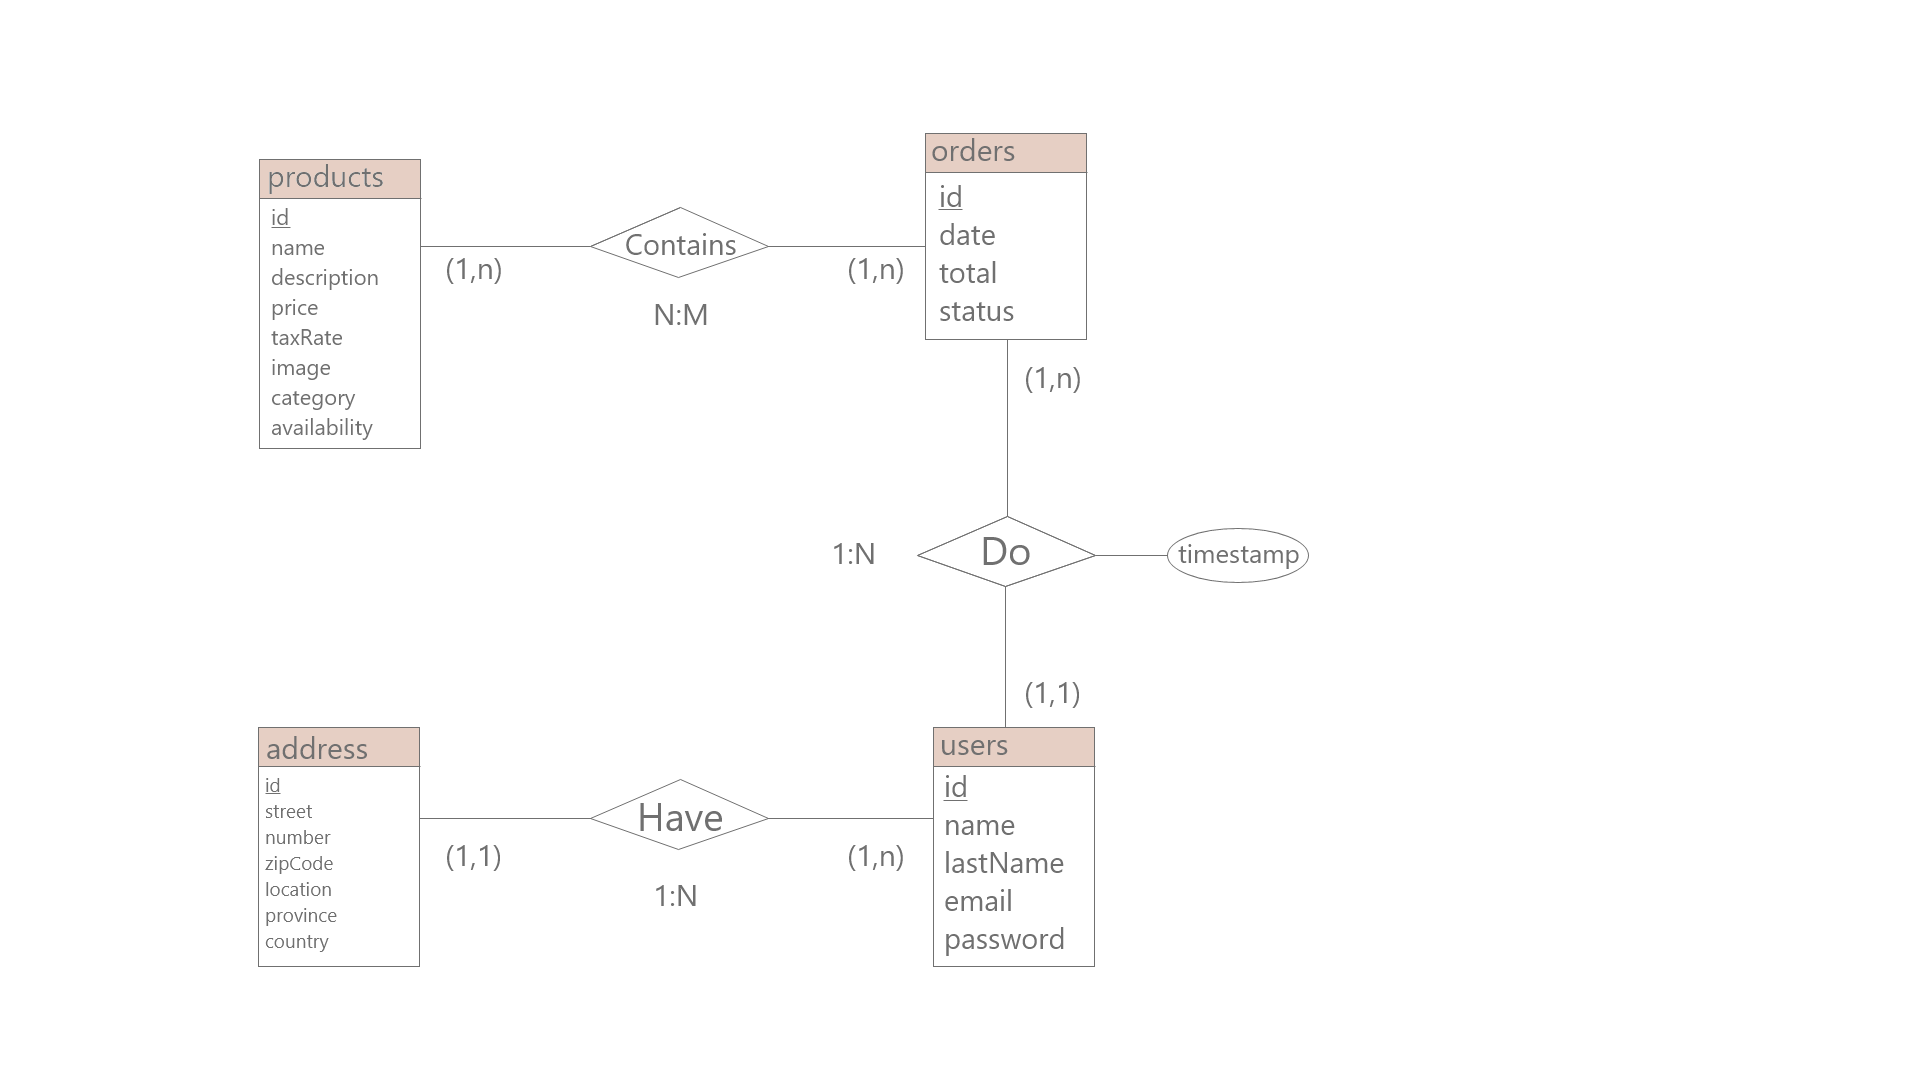 products
id
name
description
price
taxRate
image
category
availability
(1,n)
Contains
N:M
(1,n)
orders
id
date
total
status
(1,n)
1:N
Do
timestamp
(1,1)
address
id
street
number
zipCode
location
province
country
(1,1)
Have
1:N
(1,n)
users
id
name
lastName
email
password